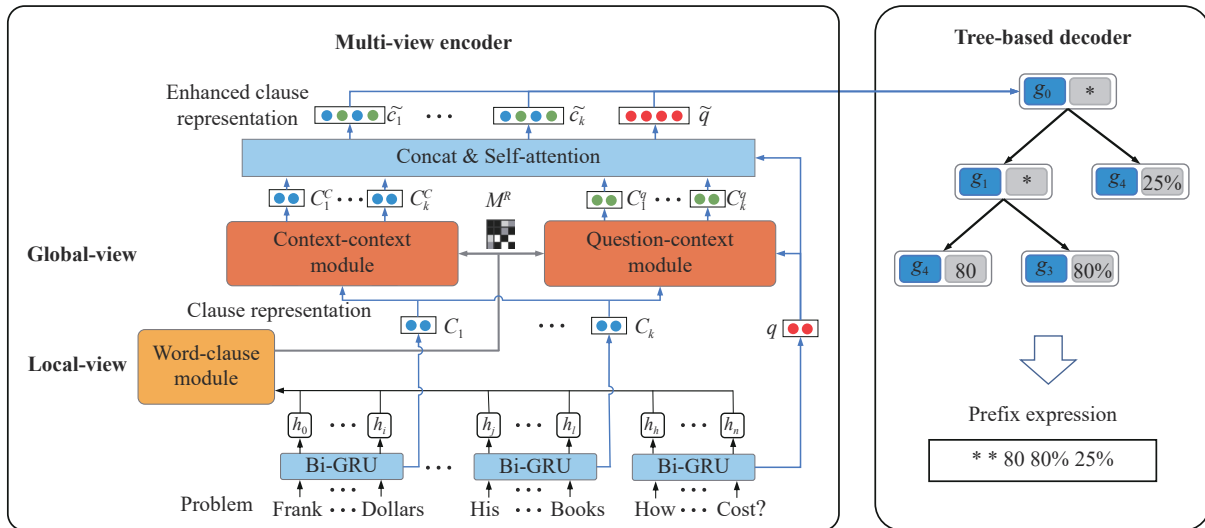 Multi-view encoder
Tree-based decoder
Enhanced clause
representation
c̃₁ ··· c̃ₖ q̃
g₀ *
Concat & Self-attention
g₁ * g₄ 25%
C₁ᶜ ··· Cₖᶜ Mᴿ C₁^q ··· Cₖ^q
Global-view
Context-context
module
Question-context
module
g₄ 80 g₃ 80%
Clause representation
C₁ ··· Cₖ q
Local-view
Word-clause
module
h₀ ··· hᵢ hⱼ ··· hₗ hₕ ··· hₙ
Bi-GRU ··· Bi-GRU Bi-GRU
Problem
Frank ··· Dollars His ··· Books How ··· Cost?
Prefix expression
* * 80 80% 25%